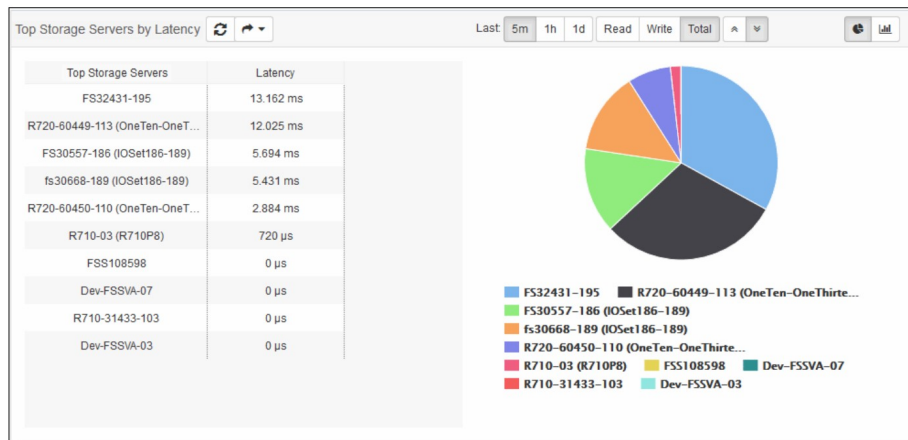 Top Storage Servers by Latency
Last: 5m 1h 1d Read Write Total
Top Storage Servers Latency
FS32431-195 13.162 ms
R720-60449-113 (OneTen-OneT... 12.025 ms
FS30557-186 (IOSet186-189) 5.694 ms
fs30668-189 (IOSet186-189) 5.431 ms
R720-60450-110 (OneTen-OneT... 2.884 ms
R710-03 (R710P8) 720 µs
FSS108598 0 µs
Dev-FSSVA-07 0 µs
R710-31433-103 0 µs
Dev-FSSVA-03 0 µs
FS32431-195 R720-60449-113 (OneTen-OneThirte...
FS30557-186 (IOSet186-189)
fs30668-189 (IOSet186-189)
R720-60450-110 (OneTen-OneThirte...
R710-03 (R710P8) FSS108598 Dev-FSSVA-07
R710-31433-103 Dev-FSSVA-03